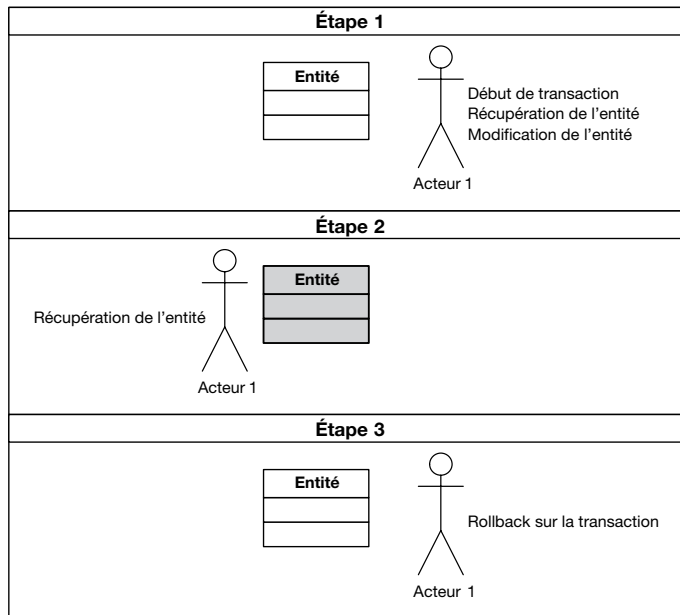 Étape 1
Entité
Début de transaction
Récupération de l'entité
Modification de l'entité
Acteur 1
Étape 2
Entité
Récupération de l'entité
Acteur 1
Étape 3
Entité
Rollback sur la transaction
Acteur 1